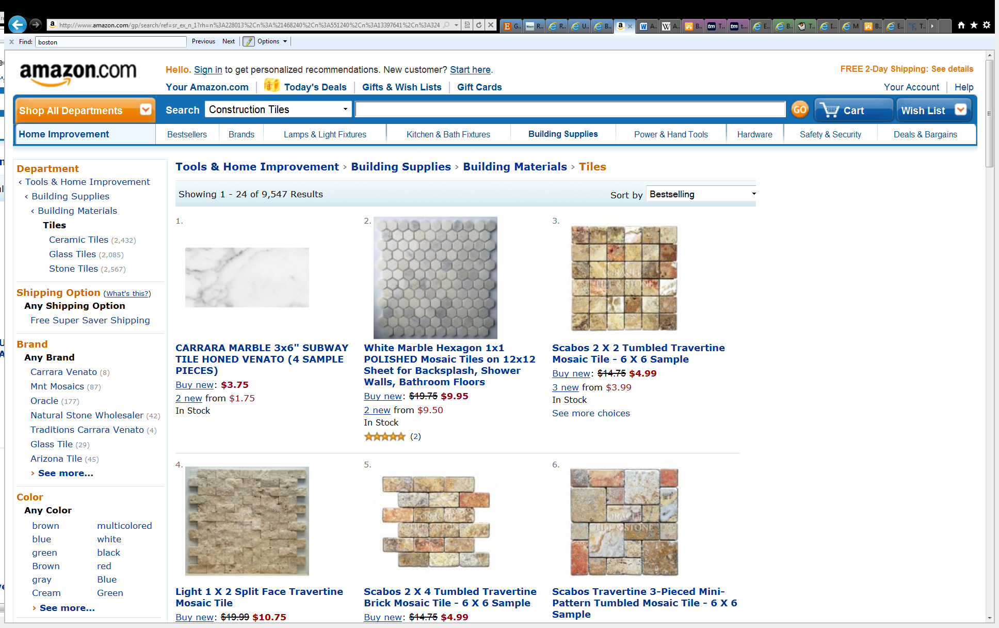 http://www.amazon.com/gp/search/ref=sr_ex_n_1?rh=n%3A228013%2Cn%3A%21468240%2Cn%3A551240%2Cn%3A13397641%2Cn%3A324
G.. R.. R.. U.. B.. a.. A.. A.. B.. T.. t... E.. B.. T.. I... M B.. E.. T..
Find: boston Previous Next Options
amazon.com
Hello. Sign in to get personalized recommendations. New customer? Start here.
FREE 2-Day Shipping: See details
Your Amazon.com Today's Deals Gifts & Wish Lists Gift Cards
Your Account Help
Shop All Departments Search Construction Tiles GO Cart Wish List
Home Improvement Bestsellers Brands Lamps & Light Fixtures Kitchen & Bath Fixtures Building Supplies Power & Hand Tools Hardware Safety & Security Deals & Bargains
Department
‹ Tools & Home Improvement
‹ Building Supplies
‹ Building Materials
Tiles
Ceramic Tiles (2,432)
Glass Tiles (2,085)
Stone Tiles (2,567)
Shipping Option (What's this?)
Any Shipping Option
Free Super Saver Shipping
Brand
Any Brand
Carrara Venato (8)
Mnt Mosaics (87)
Oracle (177)
Natural Stone Wholesaler (42)
Traditions Carrara Venato (4)
Glass Tile (29)
Arizona Tile (45)
› See more...
Color
Any Color
brown multicolored
blue white
green black
Brown red
gray Blue
Cream Green
› See more...
Tools & Home Improvement › Building Supplies › Building Materials › Tiles
Showing 1 - 24 of 9,547 Results
Sort by Bestselling
1.
CARRARA MARBLE 3x6" SUBWAY
TILE HONED VENATO (4 SAMPLE
PIECES)
Buy new: $3.75
2 new from $1.75
In Stock
2.
White Marble Hexagon 1x1
POLISHED Mosaic Tiles on 12x12
Sheet for Backsplash, Shower
Walls, Bathroom Floors
Buy new: $19.75 $9.95
2 new from $9.50
In Stock
(2)
3.
ORACLE
TILE & STONE
Scabos 2 X 2 Tumbled Travertine
Mosaic Tile - 6 X 6 Sample
Buy new: $14.75 $4.99
3 new from $3.99
In Stock
See more choices
4.
Light 1 X 2 Split Face Travertine
Mosaic Tile
Buy new: $19.99 $10.75
5.
ORACLE
TILE & STONE
Scabos 2 X 4 Tumbled Travertine
Brick Mosaic Tile - 6 X 6 Sample
Buy new: $14.75 $4.99
6.
ORACLE
TILE & STONE
Scabos Travertine 3-Pieced Mini-
Pattern Tumbled Mosaic Tile - 6 X 6
Sample